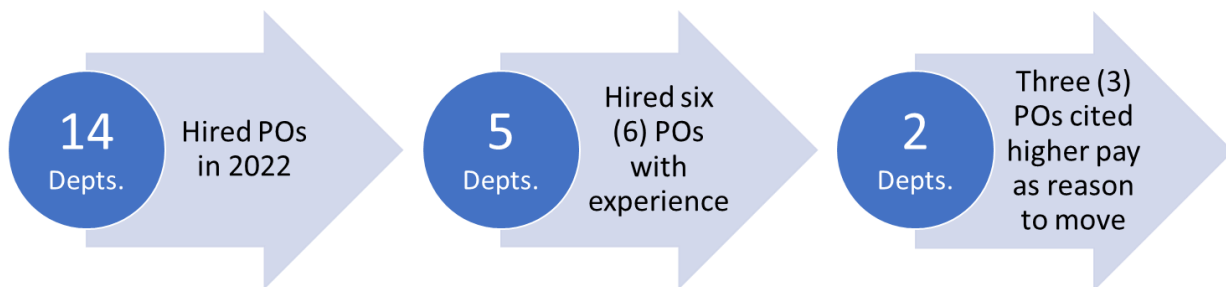 14
Depts.
Hired POs
in 2022
5
Depts.
Hired six
(6) POs
with
experience
2
Depts.
Three (3)
POs cited
higher pay
as reason
to move